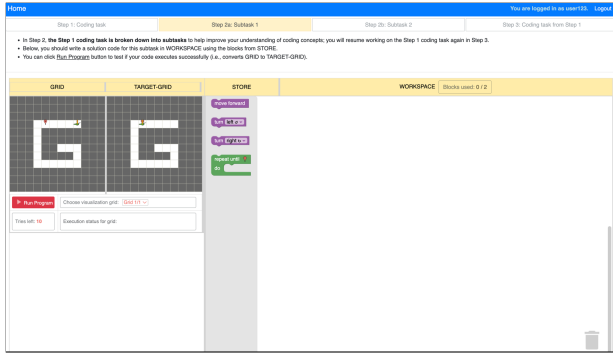 Home
You are logged in as user123. Logout
Step 1: Coding task
Step 2a: Subtask 1
Step 2b: Subtask 2
Step 3: Coding task from Step 1
• In Step 2, the Step 1 coding task is broken down into subtasks to help improve your understanding of coding concepts; you will resume working on the Step 1 coding task again in Step 3.
• Below, you should write a solution code for this subtask in WORKSPACE using the blocks from STORE.
• You can click Run Program button to test if your code executes successfully (i.e., converts GRID to TARGET-GRID).
GRID
TARGET-GRID
STORE
WORKSPACE
Blocks used: 0 / 2
move forward
turn left
turn right
repeat until
do
Run Program
Choose visualization grid: Grid 1/1
Tries left: 10
Execution status for grid: